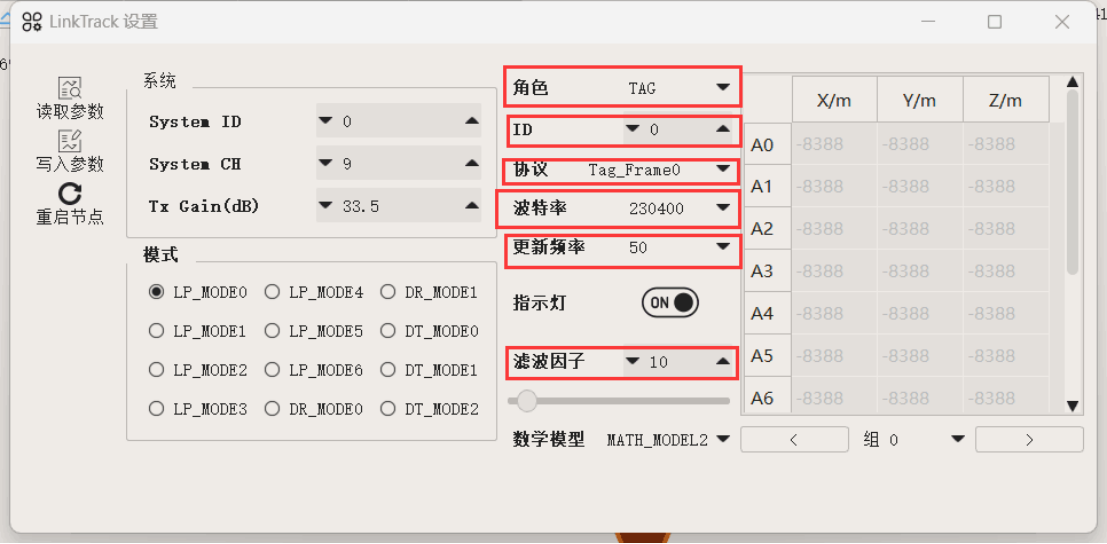 LinkTrack 设置
读取参数
写入参数
重启节点
系统
System ID 0
System CH 9
Tx Gain(dB) 33.5
模式
LP_MODE0 LP_MODE4 DR_MODE1
LP_MODE1 LP_MODE5 DT_MODE0
LP_MODE2 LP_MODE6 DT_MODE1
LP_MODE3 DR_MODE0 DT_MODE2
角色 TAG
ID 0
协议 Tag_Frame0
波特率 230400
更新频率 50
指示灯 ON
滤波因子 10
数学模型 MATH_MODEL2
X/m Y/m Z/m
A0 -8388 -8388 -8388
A1 -8388 -8388 -8388
A2 -8388 -8388 -8388
A3 -8388 -8388 -8388
A4 -8388 -8388 -8388
A5 -8388 -8388 -8388
A6 -8388 -8388 -8388
< 组 0 >